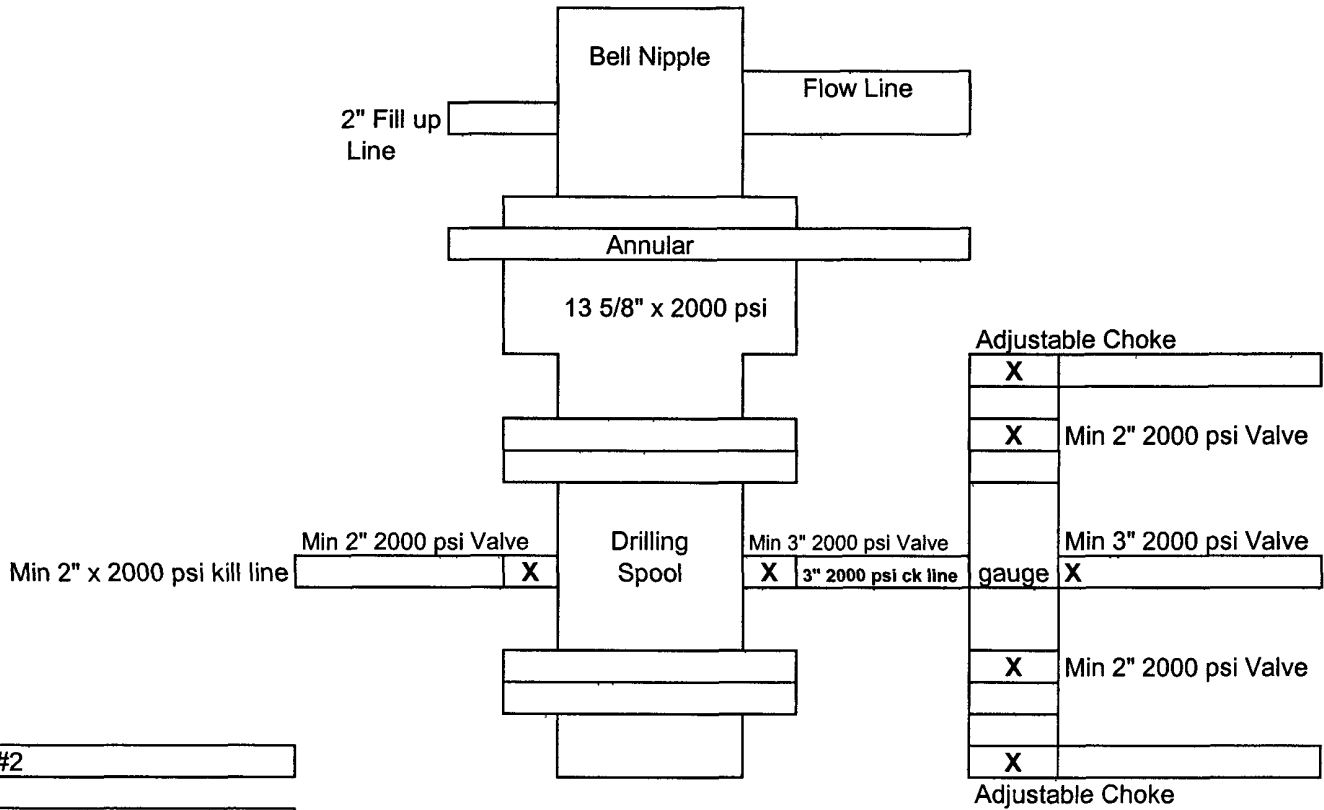 Bell Nipple
Flow Line
2" Fill up
Line
Annular
13 5/8" x 2000 psi
Adjustable Choke
X
X Min 2" 2000 psi Valve
Min 2" 2000 psi Valve
Drilling
Spool
Min 3" 2000 psi Valve
Min 3" 2000 psi Valve
Min 2" x 2000 psi kill line
X
X
3" 2000 psi ck line
gauge
X
X Min 2" 2000 psi Valve
#2
X
Adjustable Choke